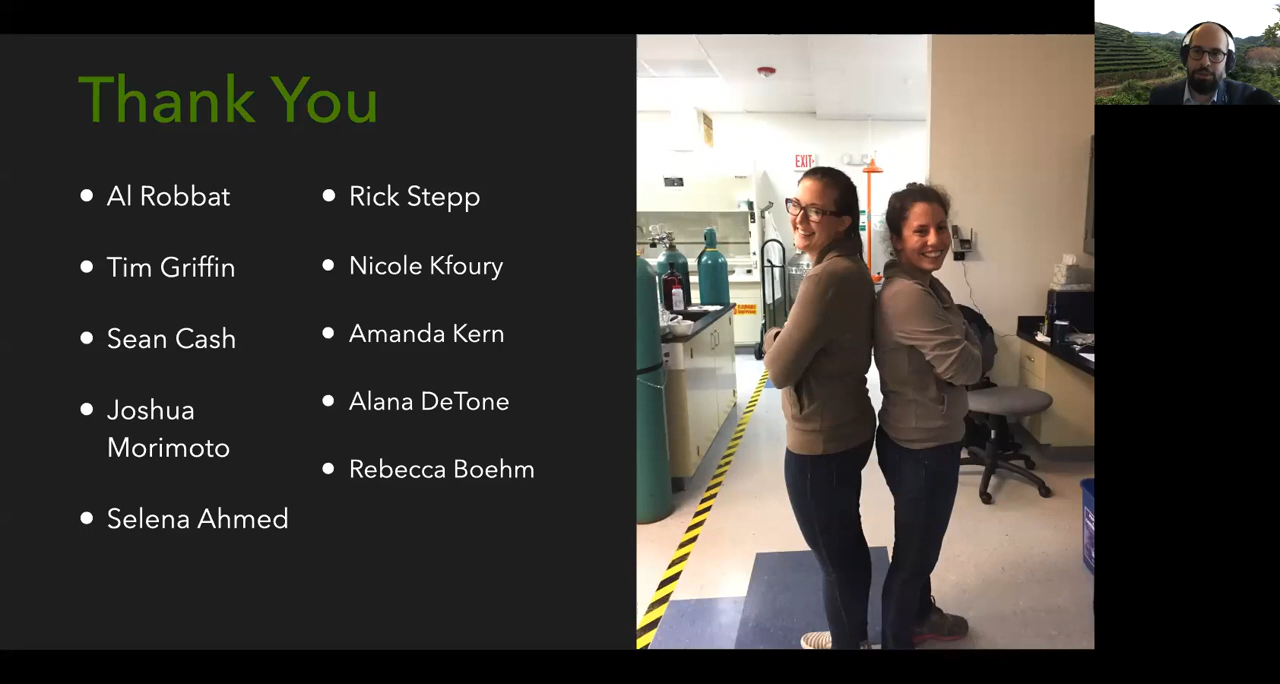 Thank You
• Al Robbat
• Tim Griffin
• Sean Cash
• Joshua
Morimoto
• Selena Ahmed
• Rick Stepp
• Nicole Kfoury
• Amanda Kern
• Alana DeTone
• Rebecca Boehm
EXIT